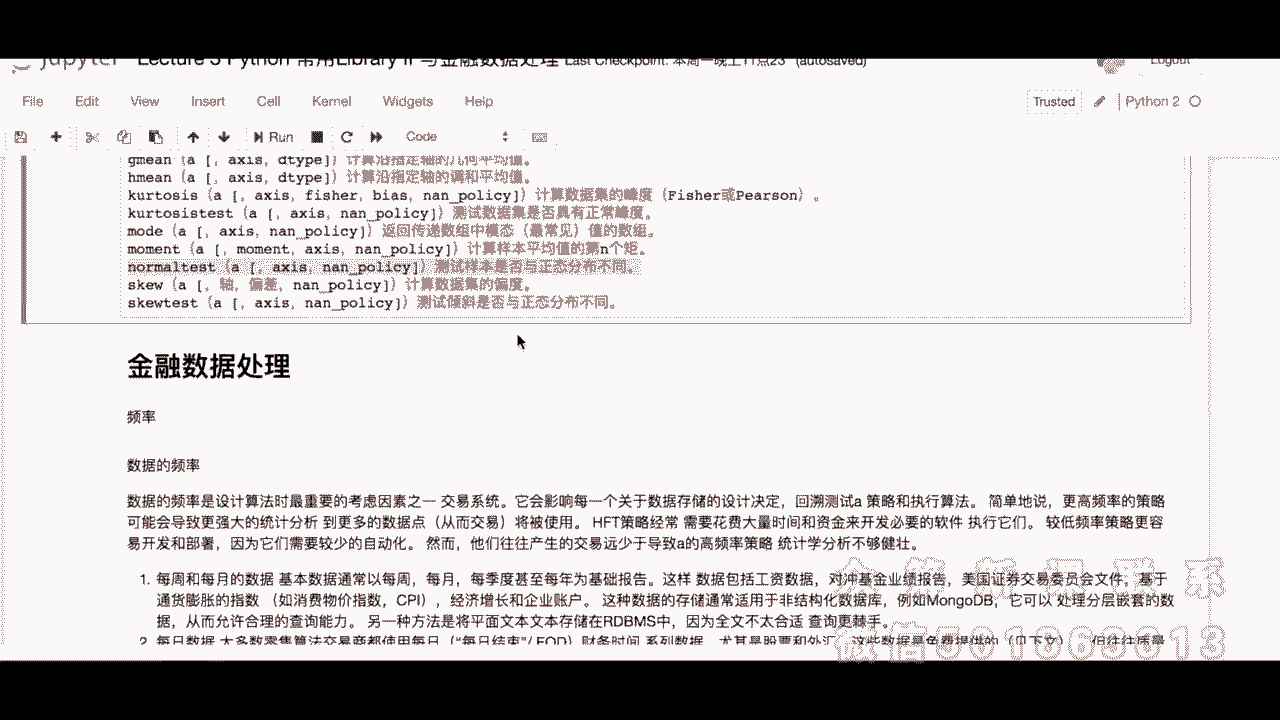 Jupyter Lecture 3 Python 常用Library II 与金融数据处理 Last Checkpoint: 本周一晚上11点23 (autosaved) Logout
File Edit View Insert Cell Kernel Widgets Help Trusted Python 2
Run Code
gmean (a [, axis, dtype]) 计算沿指定轴的几何平均值。
hmean (a [, axis, dtype]) 计算沿指定轴的调和平均值。
kurtosis (a [, axis, fisher, bias, nan_policy]) 计算数据集的峰度 (Fisher或Pearson) 。
kurtosistest (a [, axis, nan_policy]) 测试数据集是否具有正常峰度。
mode (a [, axis, nan_policy]) 返回传递数组中模态 (最常见) 值的数组。
moment (a [, moment, axis, nan_policy]) 计算样本平均值的第n个矩。
normaltest (a [, axis, nan_policy]) 测试样本是否与正态分布不同。
skew (a [, 轴, 偏差, nan_policy]) 计算数据集的偏度。
skewtest (a [, axis, nan_policy]) 测试倾斜是否与正态分布不同。
金融数据处理
频率
数据的频率
数据的频率是设计算法时最重要的考虑因素之一 交易系统。它会影响每一个关于数据存储的设计决定，回溯测试a 策略和执行算法。 简单地说，更高频率的策略
可能会导致更强大的统计分析 到更多的数据点（从而交易）将被使用。 HFT策略经常 需要花费大量时间和资金来开发必要的软件 执行它们。 较低频率策略更容
易开发和部署，因为它们需要较少的自动化。 然而，他们往往产生的交易远少于导致a的高频率策略 统计学分析不够健壮。
1. 每周和每月的数据 基本数据通常以每周，每月，每季度甚至每年为基础报告。这样 数据包括工资数据，对冲基金业绩报告，美国证券交易委员会文件，基于
通货膨胀的指数 （如消费物价指数，CPI），经济增长和企业账户。 这种数据的存储通常适用于非结构化数据库，例如MongoDB，它可以 处理分层嵌套的数
据，从而允许合理的查询能力。 另一种方法是将平面文本文本存储在RDBMS中，因为全文不太合适 查询更棘手。
2. 每日数据 大多数零售算法交易商都使用每日（“每日结束”/ EOD）财务时间 系列数据，尤其是股票和外汇。 这些数据是免费提供的（见下文），但往往质量